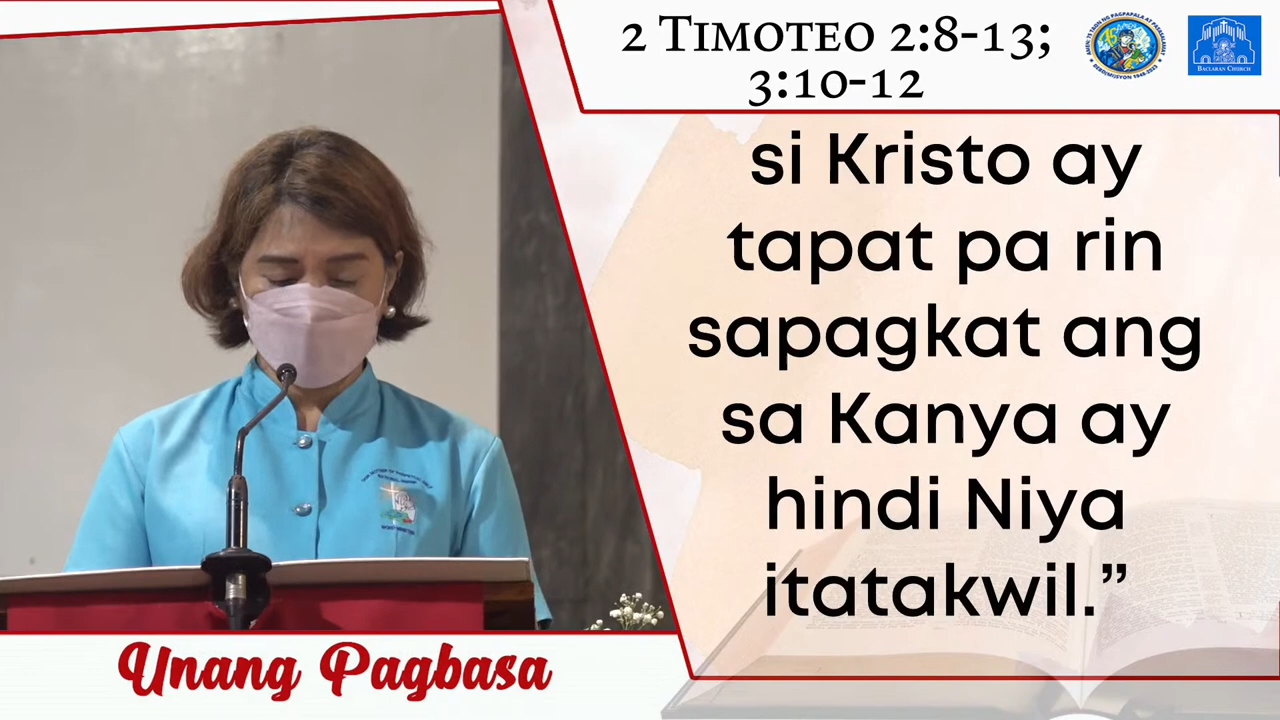 2 Timoteo 2:8-13;
3:10-12
Baclaran Church
si Kristo ay
tapat pa rin
sapagkat ang
sa Kanya ay
hindi Niya
itatakwil.”
Unang Pagbasa